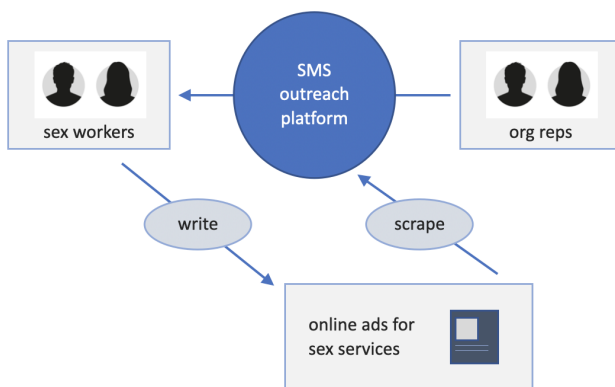 SMS
outreach
platform
sex workers
org reps
write
scrape
online ads for
sex services